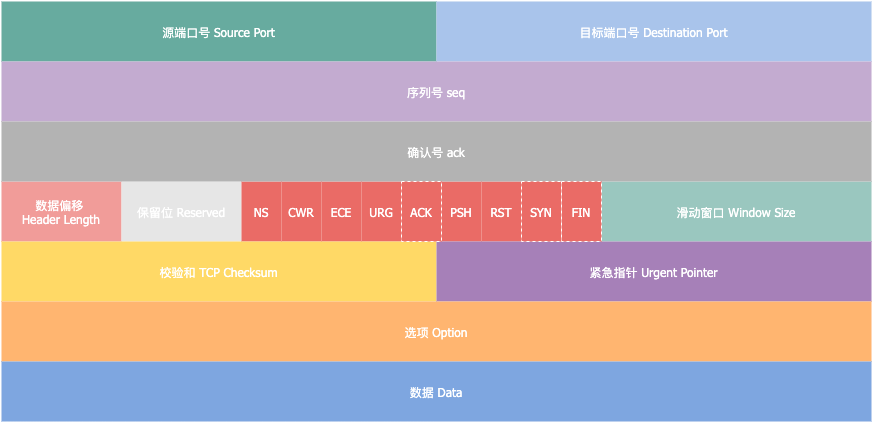 源端口号 Source Port
目标端口号 Destination Port
序列号 seq
确认号 ack
数据偏移
Header Length
保留位 Reserved
NS
CWR
ECE
URG
ACK
PSH
RST
SYN
FIN
滑动窗口 Window Size
校验和 TCP Checksum
紧急指针 Urgent Pointer
选项 Option
数据 Data